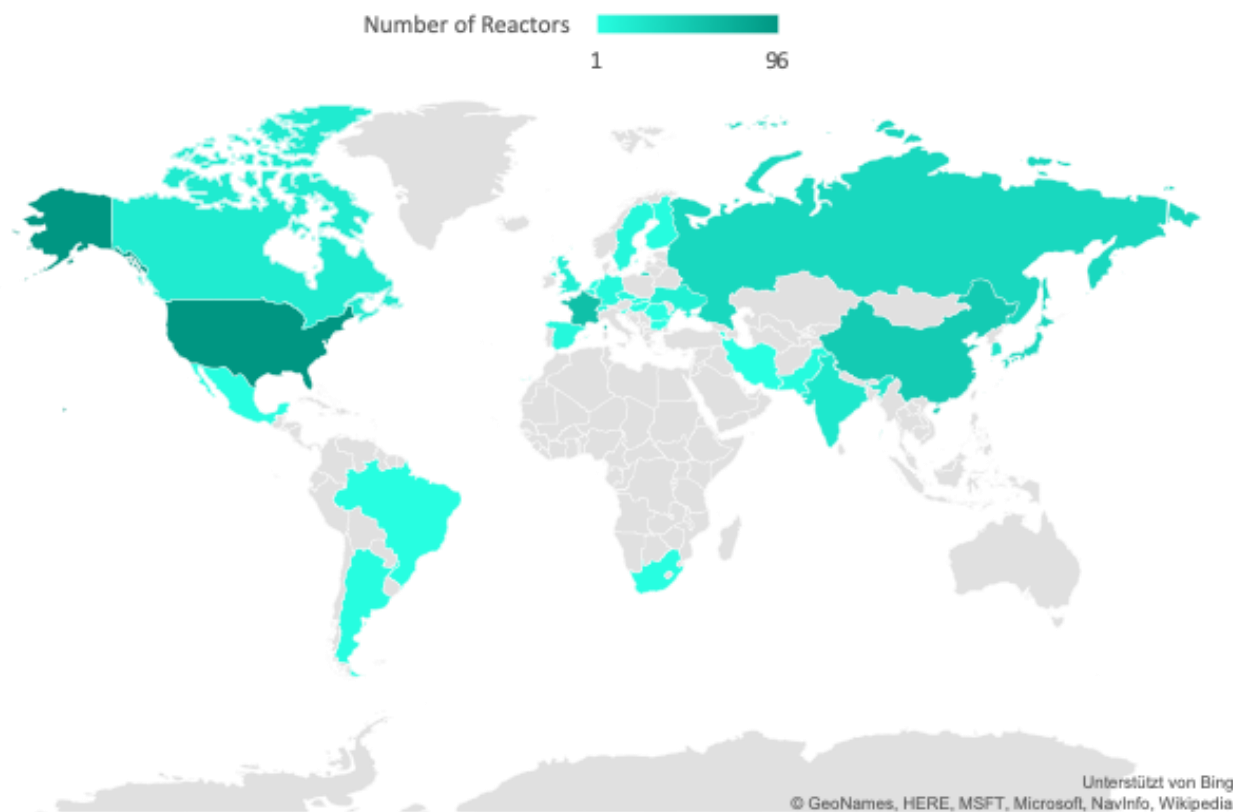 Number of Reactors
1 96
Unterstützt von Bing
© GeoNames, HERE, MSFT, Microsoft, NavInfo, Wikipedia